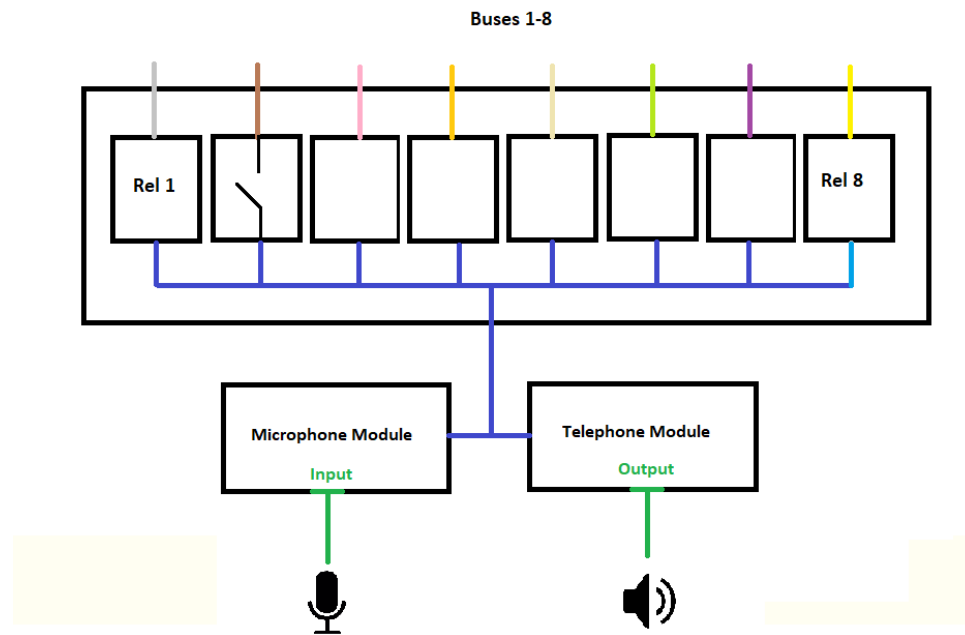 Buses 1-8
Rel 1
Rel 8
Microphone Module
Telephone Module
Input
Output